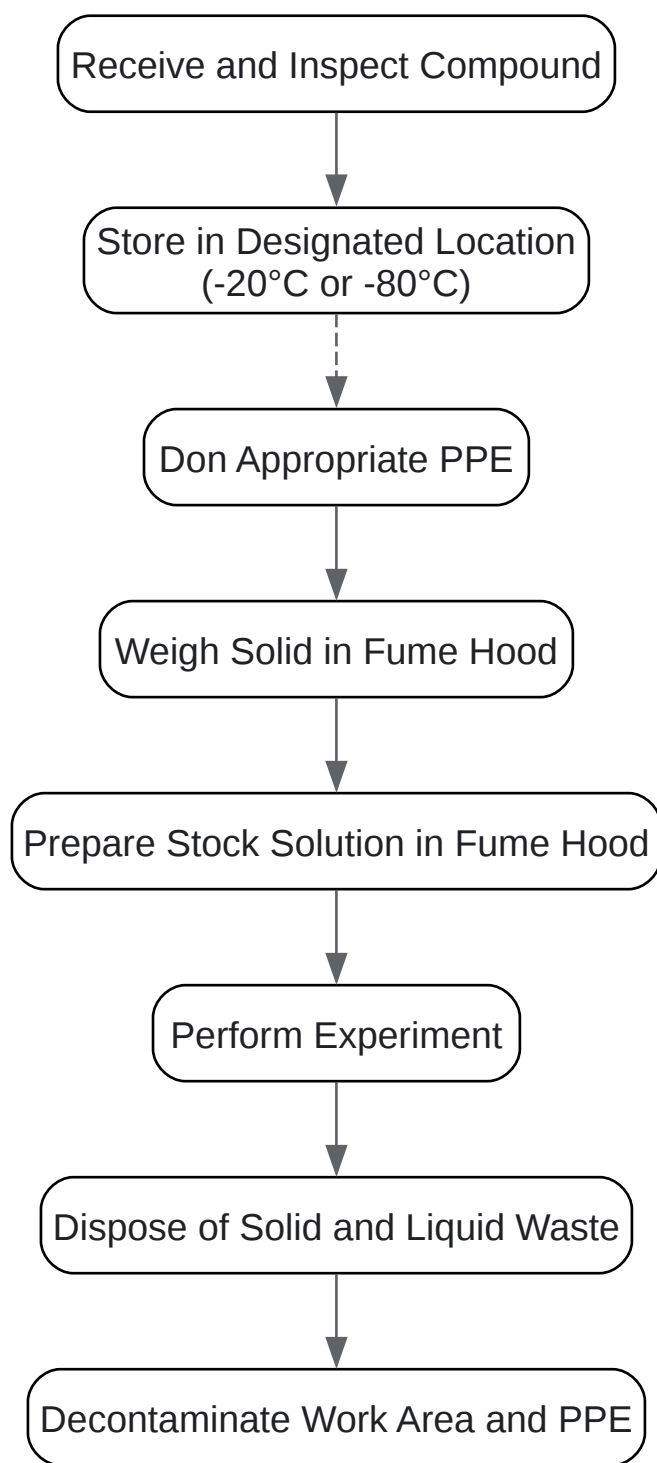 Receive and Inspect Compound
Store in Designated Location
(-20°C or -80°C)
Don Appropriate PPE
Weigh Solid in Fume Hood
Prepare Stock Solution in Fume Hood
Perform Experiment
Dispose of Solid and Liquid Waste
Decontaminate Work Area and PPE